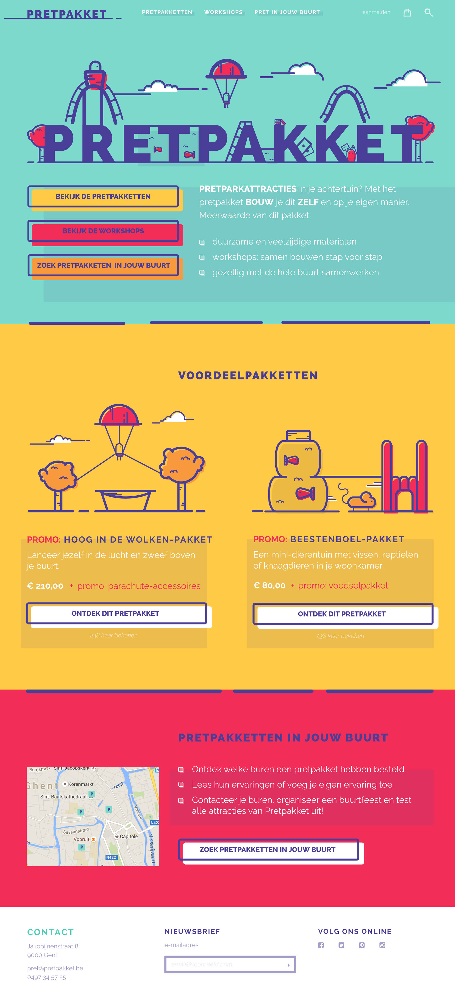 PRETPAKKET
PRETPAKKETTEN WORKSHOPS PRET IN JOUW BUURT aanmelden
PRETPAKKET
BEKIJK DE PRETPAKKETTEN
BEKIJK DE WORKSHOPS
ZOEK PRETPAKKETEN IN JOUW BUURT
PRETPARKATTRACTIES in je achtertuin? Met het
pretpakket BOUW je dit ZELF en op je eigen manier.
Meerwaarde van dit pakket:
duurzame en veelzijdige materialen
workshops: samen bouwen stap voor stap
gezellig met de hele buurt samenwerken
VOORDEELPAKKETTEN
PROMO: HOOG IN DE WOLKEN-PAKKET
Lanceer jezelf in de lucht en zweef boven
je buurt.
€ 210,00 + promo: parachute-accessoires
ONTDEK DIT PRETPAKKET
238 keer bekeken
PROMO: BEESTENBOEL-PAKKET
Een mini-dierentuin met vissen, reptielen
of knaagdieren in je woonkamer.
€ 80,00 + promo: voedselpakket
ONTDEK DIT PRETPAKKET
238 keer bekeken
PRETPAKKETTEN IN JOUW BUURT
Burgstraat Sint-Jacobskerk
Ghent
Korenmarkt
reep
Sint-Baafskathedraal
P
P
P
Visserij
N422
Savaanstraat
Vooruit
Capitole
P
Visserijvaart
N422
Ontdek welke buren een pretpakket hebben besteld
Lees hun ervaringen of voeg je eigen ervaring toe.
Contacteer je buren, organiseer een buurtfeest en test
alle attracties van Pretpakket uit!
ZOEK PRETPAKKETTEN IN JOUW BUURT
CONTACT
Jakobijnenstraat 8
9000 Gent
pret@pretpakket.be
0497 34 57 25
NIEUWSBRIEF
e-mailadres
email@voorbeeld.com
VOLG ONS ONLINE